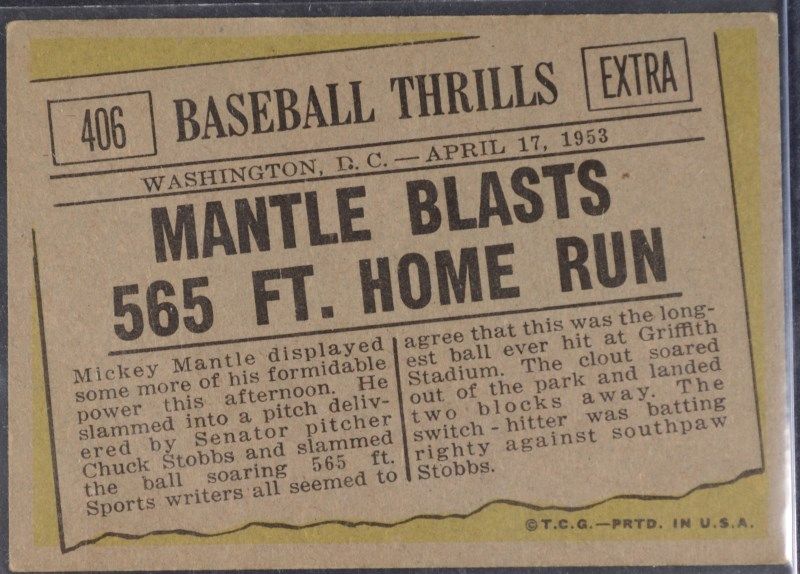 406
BASEBALL THRILLS
EXTRA
WASHINGTON, D. C. — APRIL 17, 1953
MANTLE BLASTS
565 FT. HOME RUN
Mickey Mantle displayed
some more of his formidable
power this afternoon. He
slammed into a pitch deliv-
ered by Senator pitcher
Chuck Stobbs and slammed
the ball soaring 565 ft.
Sports writers all seemed to
agree that this was the long-
est ball ever hit at Griffith
Stadium. The clout soared
out of the park and landed
two blocks away. The
switch-hitter was batting
righty against southpaw
Stobbs.
©T.C.G.—PRTD. IN U.S.A.